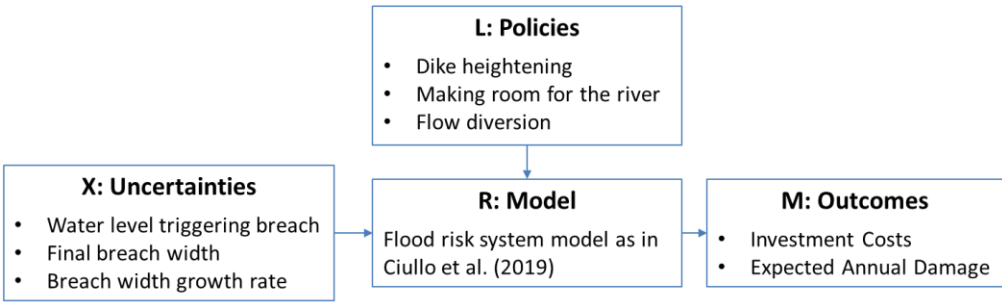 L: Policies
• Dike heightening
• Making room for the river
• Flow diversion
X: Uncertainties
• Water level triggering breach
• Final breach width
• Breach width growth rate
R: Model
Flood risk system model as in
Ciullo et al. (2019)
M: Outcomes
• Investment Costs
• Expected Annual Damage